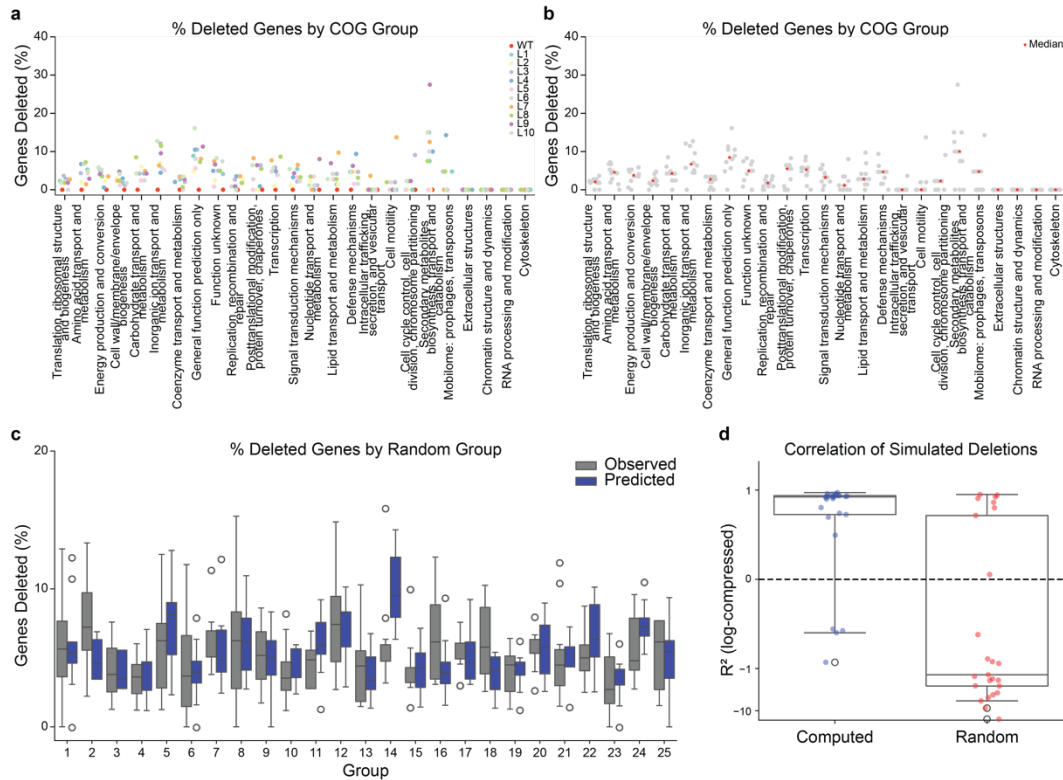 a
% Deleted Genes by COG Group
Genes Deleted (%)
40
30
20
10
0
WT
L1
L2
L3
L4
L5
L6
L7
L8
L9
L10
Translation, ribosomal structure
and biogenesis
Amino acid transport and
metabolism
Energy production and conversion
Cell wall/membrane/envelope
biogenesis
Carbohydrate transport and
metabolism
Inorganic ion transport and
metabolism
Coenzyme transport and metabolism
General function prediction only
Function unknown
Replication, recombination and
repair
Posttranslational modification,
protein turnover, chaperones
Transcription
Signal transduction mechanisms
Nucleotide transport and
metabolism
Lipid transport and metabolism
Defense mechanisms
Intracellular trafficking,
secretion, and vesicular
transport
Cell motility
Cell cycle control, cell
division, chromosome partitioning
Secondary metabolites
biosynthesis, transport and
catabolism
Mobilome: prophages, transposons
Extracellular structures
Chromatin structure and dynamics
RNA processing and modification
Cytoskeleton
b
% Deleted Genes by COG Group
Genes Deleted (%)
40
30
20
10
0
Median
Translation, ribosomal structure
and biogenesis
Amino acid transport and
metabolism
Energy production and conversion
Cell wall/membrane/envelope
biogenesis
Carbohydrate transport and
metabolism
Inorganic ion transport and
metabolism
Coenzyme transport and metabolism
General function prediction only
Function unknown
Replication, recombination and
repair
Posttranslational modification,
protein turnover, chaperones
Transcription
Signal transduction mechanisms
Nucleotide transport and
metabolism
Lipid transport and metabolism
Defense mechanisms
Intracellular trafficking,
secretion, and vesicular
transport
Cell motility
Cell cycle control, cell
division, chromosome partitioning
Secondary metabolites
biosynthesis, transport and
catabolism
Mobilome: prophages, transposons
Extracellular structures
Chromatin structure and dynamics
RNA processing and modification
Cytoskeleton
c
% Deleted Genes by Random Group
Genes Deleted (%)
20
10
0
Observed
Predicted
1 2 3 4 5 6 7 8 9 10 11 12 13 14 15 16 17 18 19 20 21 22 23 24 25
Group
d
Correlation of Simulated Deletions
R² (log-compressed)
1
0
-1
-10
Computed Random